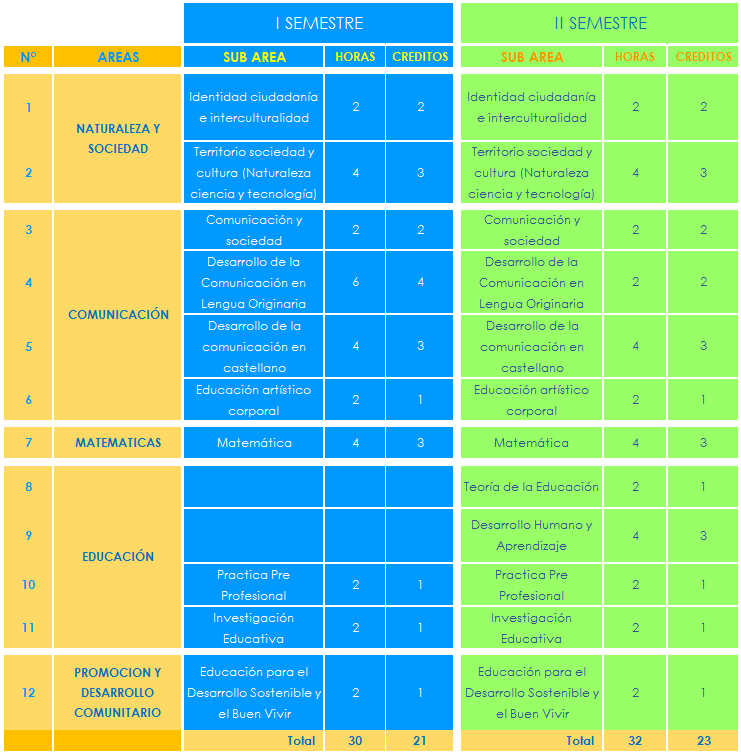 I SEMESTRE
II SEMESTRE
N° AREAS SUB AREA HORAS CREDITOS SUB AREA HORAS CREDITOS
NATURALEZA Y
SOCIEDAD
1 Identidad ciudadanía
e interculturalidad 2 2 Identidad ciudadanía
e interculturalidad 2 2
2 Territorio sociedad y
cultura (Naturaleza
ciencia y tecnología) 4 3 Territorio sociedad y
cultura (Naturaleza
ciencia y tecnología) 4 3
COMUNICACIÓN
3 Comunicación y
sociedad 2 2 Comunicación y
sociedad 2 2
4 Desarrollo de la
Comunicación en
Lengua Originaria 6 4 Desarrollo de la
Comunicación en
Lengua Originaria 2 2
5 Desarrollo de la
comunicación en
castellano 4 3 Desarrollo de la
comunicación en
castellano 4 3
6 Educación artístico
corporal 2 1 Educación artístico
corporal 2 1
7 MATEMATICAS Matemática 4 3 Matemática 4 3
EDUCACIÓN
8 Teoría de la Educación 2 1
9 Desarrollo Humano y
Aprendizaje 4 3
10 Practica Pre
Profesional 2 1 Practica Pre
Profesional 2 1
11 Investigación
Educativa 2 1 Investigación
Educativa 2 1
12 PROMOCION Y
DESARROLLO
COMUNITARIO
Educación para el
Desarrollo Sostenible y
el Buen Vivir 2 1 Educación para el
Desarrollo Sostenible y
el Buen Vivir 2 1
Total 30 21 Total 32 23